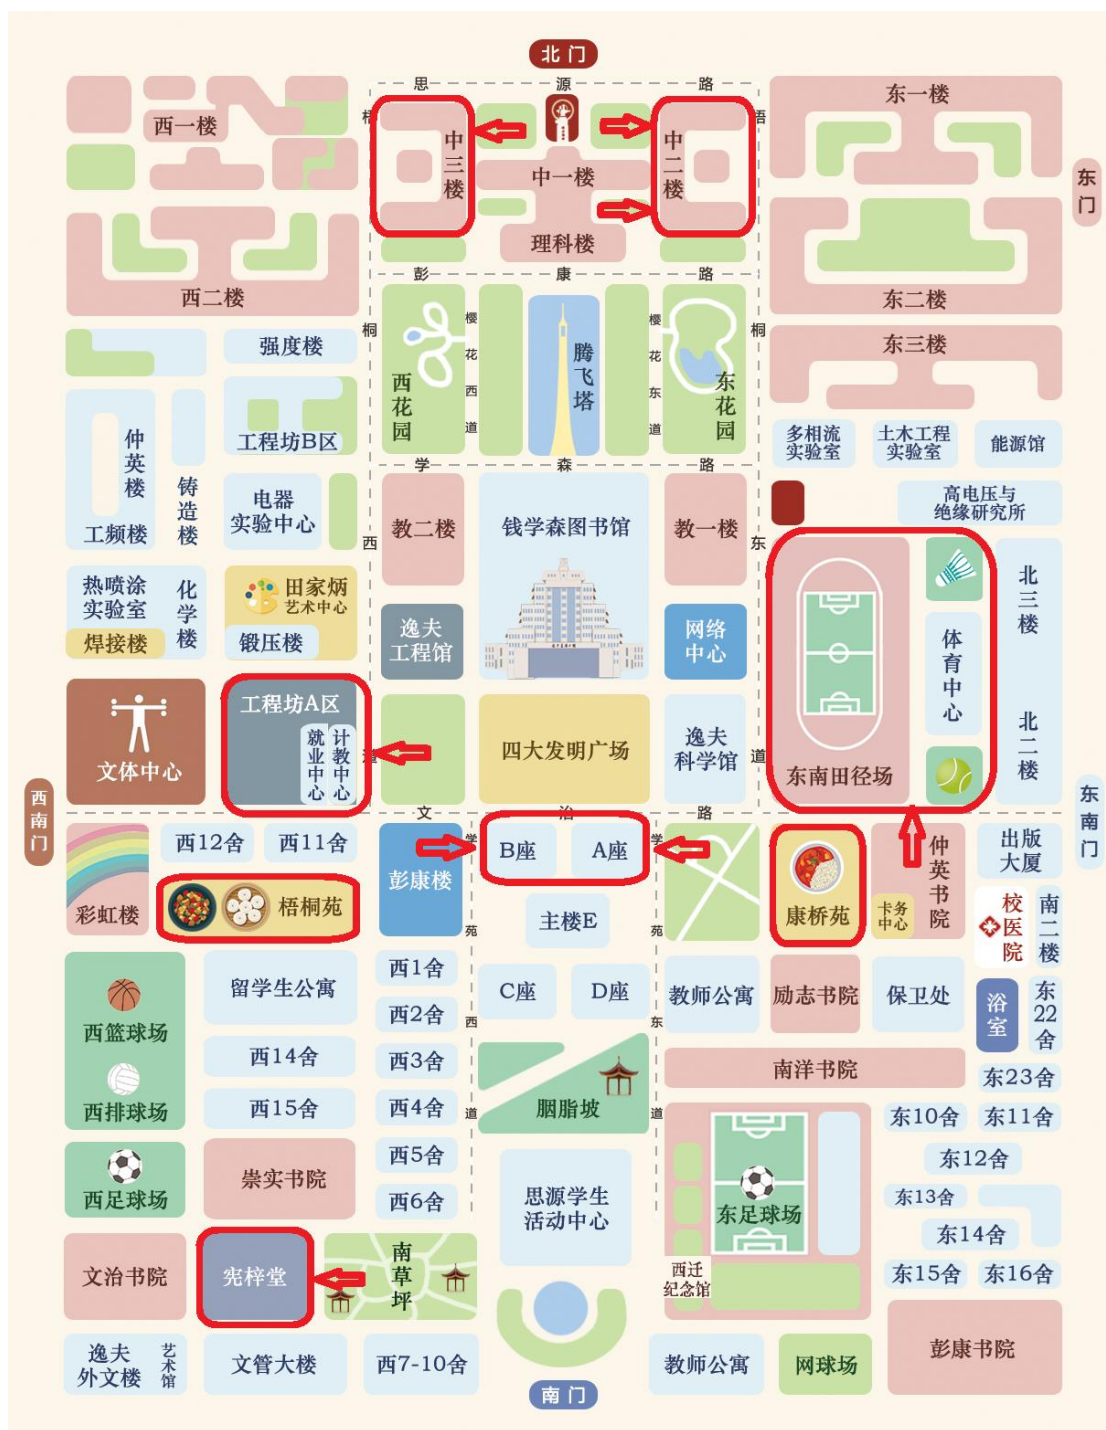 北门
思 源 路
梧
梧
西一楼
中三楼
中一楼
中二楼
东一楼
东门
理科楼
西二楼
东二楼
彭 康 路
桐
桐
强度楼
西花园
樱花西道
腾飞塔
樱花东道
东花园
东三楼
仲英楼
工频楼
铸造楼
工程坊B区
多相流
实验室
土木工程
实验室
能源馆
学 森 路
电器
实验中心
教二楼
钱学森图书馆
教一楼
高电压与
绝缘研究所
西
东
热喷涂
实验室
化学楼
焊接楼
田家炳
艺术中心
锻压楼
逸夫
工程馆
网络
中心
体育中心
北三楼
北二楼
文体中心
工程坊A区
就业中心
计教中心
道
四大发明广场
逸夫
科学馆
道
东南田径场
西南门
东南门
文 治 路
西12舍
西11舍
彭康楼
学苑西道
B座
A座
学苑东道
康桥苑
仲英书院
卡务
中心
出版
大厦
彩虹楼
梧桐苑
主楼E
校医院
南二楼
留学生公寓
西1舍
西2舍
C座
D座
教师公寓
励志书院
保卫处
浴室
东22舍
西篮球场
西14舍
西3舍
南洋书院
东23舍
西排球场
西15舍
西4舍
胭脂坡
东10舍
东11舍
西足球场
崇实书院
西5舍
西6舍
思源学生
活动中心
东足球场
东12舍
东13舍
东14舍
文治书院
宪梓堂
南草坪
西迁
纪念馆
东15舍
东16舍
逸夫
外文楼
艺术馆
文管大楼
西7-10舍
南门
教师公寓
网球场
彭康书院